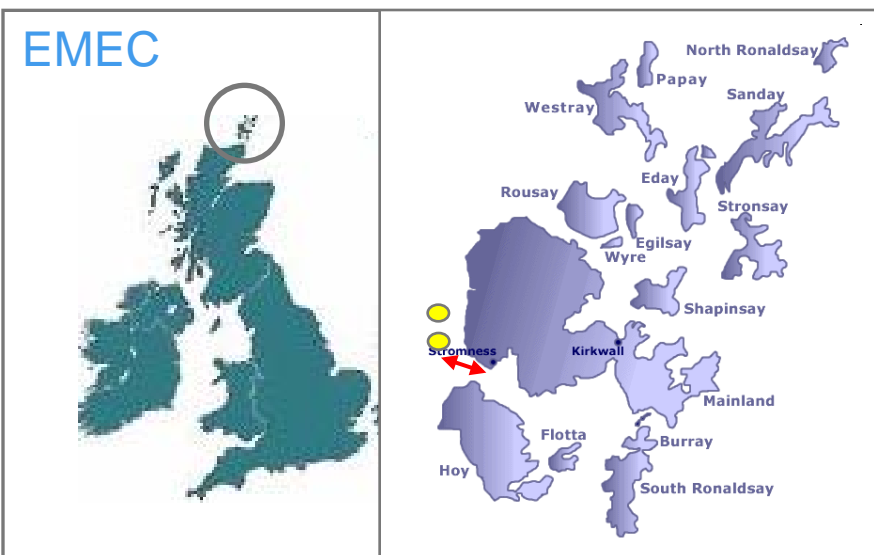 EMEC
North Ronaldsay
Papay
Sanday
Westray
Eday
Rousay
Stronsay
Egilsay
Wyre
Shapinsay
Stromness
Kirkwall
Mainland
Flotta
Burray
Hoy
South Ronaldsay